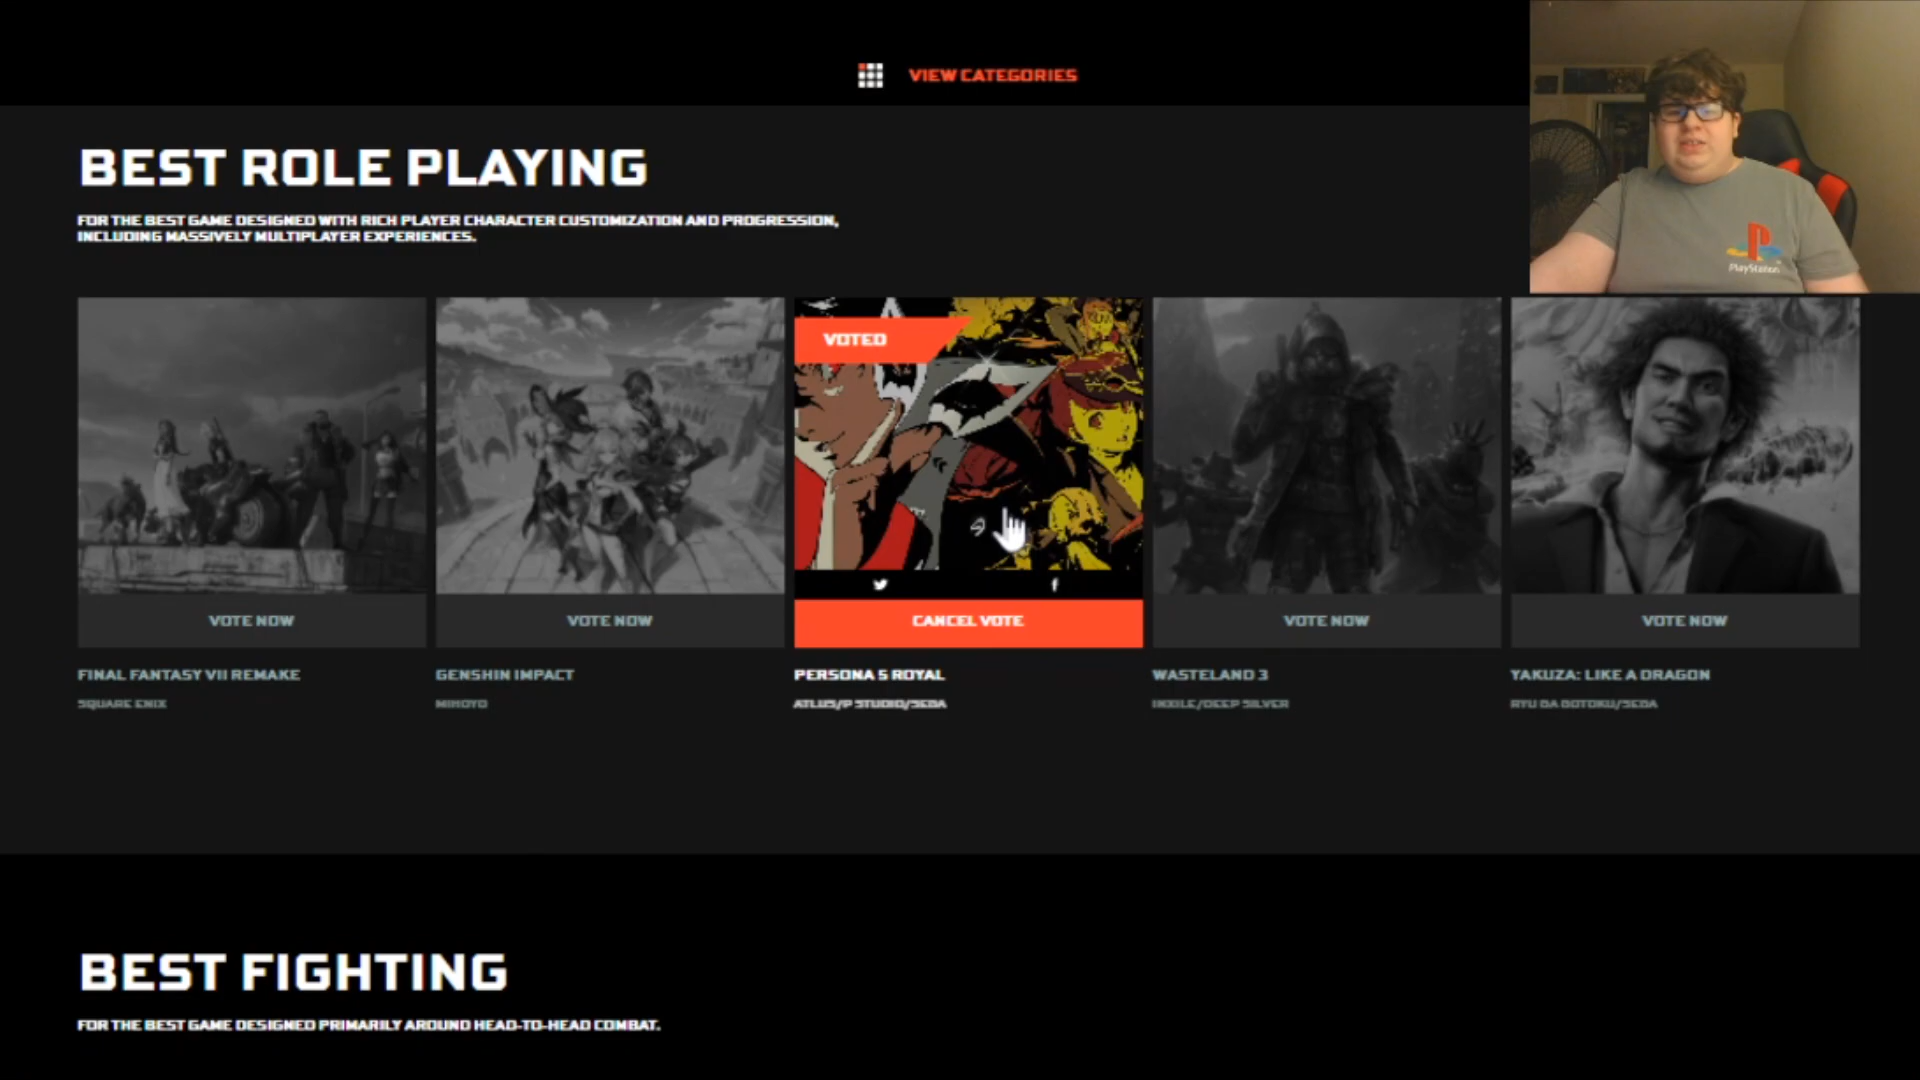 VIEW CATEGORIES
BEST ROLE PLAYING
FOR THE BEST GAME DESIGNED WITH RICH PLAYER CHARACTER CUSTOMIZATION AND PROGRESSION,
INCLUDING MASSIVELY MULTIPLAYER EXPERIENCES.
PlayStation
VOTED
VOTE NOW
VOTE NOW
CANCEL VOTE
VOTE NOW
VOTE NOW
FINAL FANTASY VII REMAKE
GENSHIN IMPACT
PERSONA 5 ROYAL
WASTELAND 3
YAKUZA: LIKE A DRAGON
SQUARE ENIX
MIHOYO
ATLUS/P STUDIO/SEGA
INXILE/DEEP SILVER
RYU GA GOTOKU/SEGA
BEST FIGHTING
FOR THE BEST GAME DESIGNED PRIMARILY AROUND HEAD-TO-HEAD COMBAT.